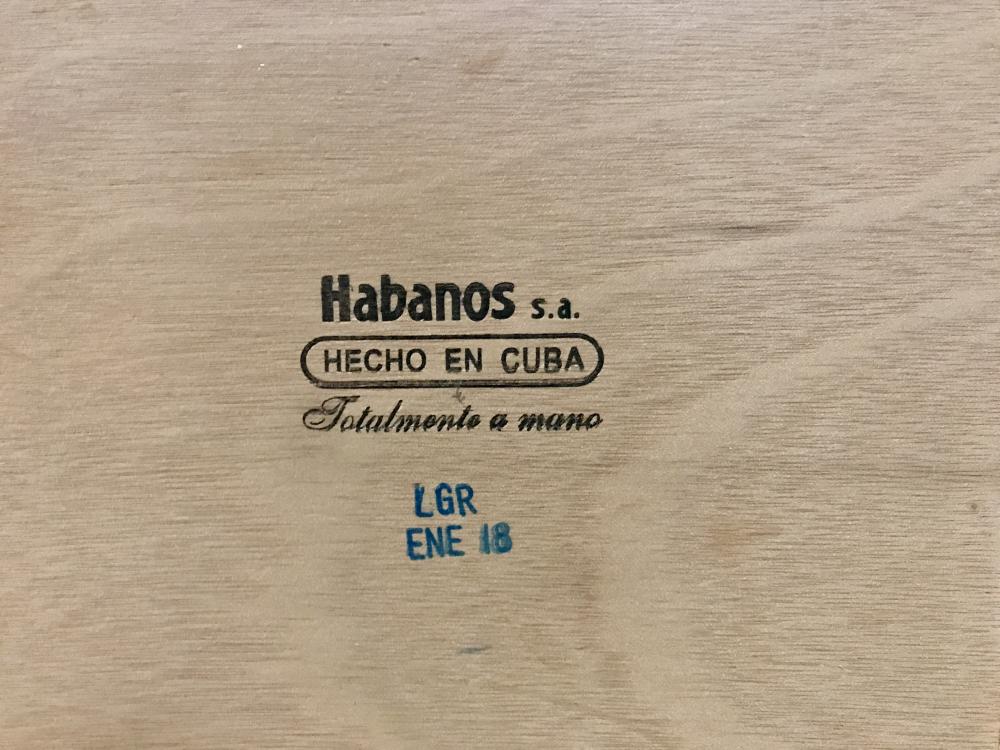 Habanos s.a.
HECHO EN CUBA
Totalmente a mano
LGR
ENE 18